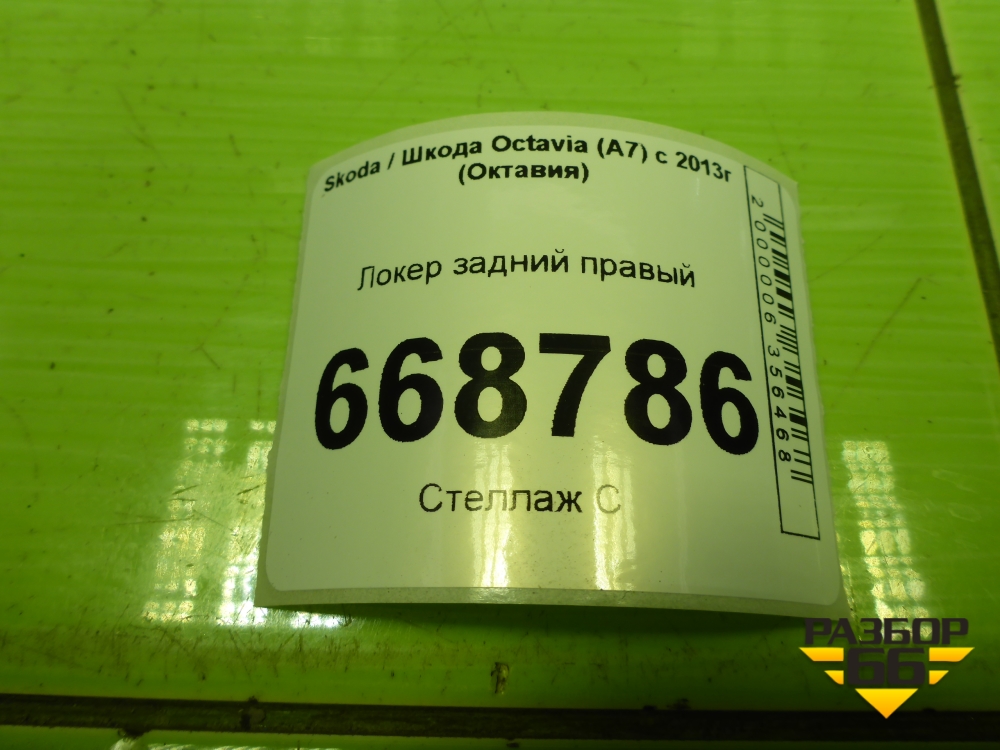 Skoda / Шкода Octavia (A7) с 2013г
(Октавия)
Локер задний правый
668786
Стеллаж С
2000006356468
РАЗБОР
66